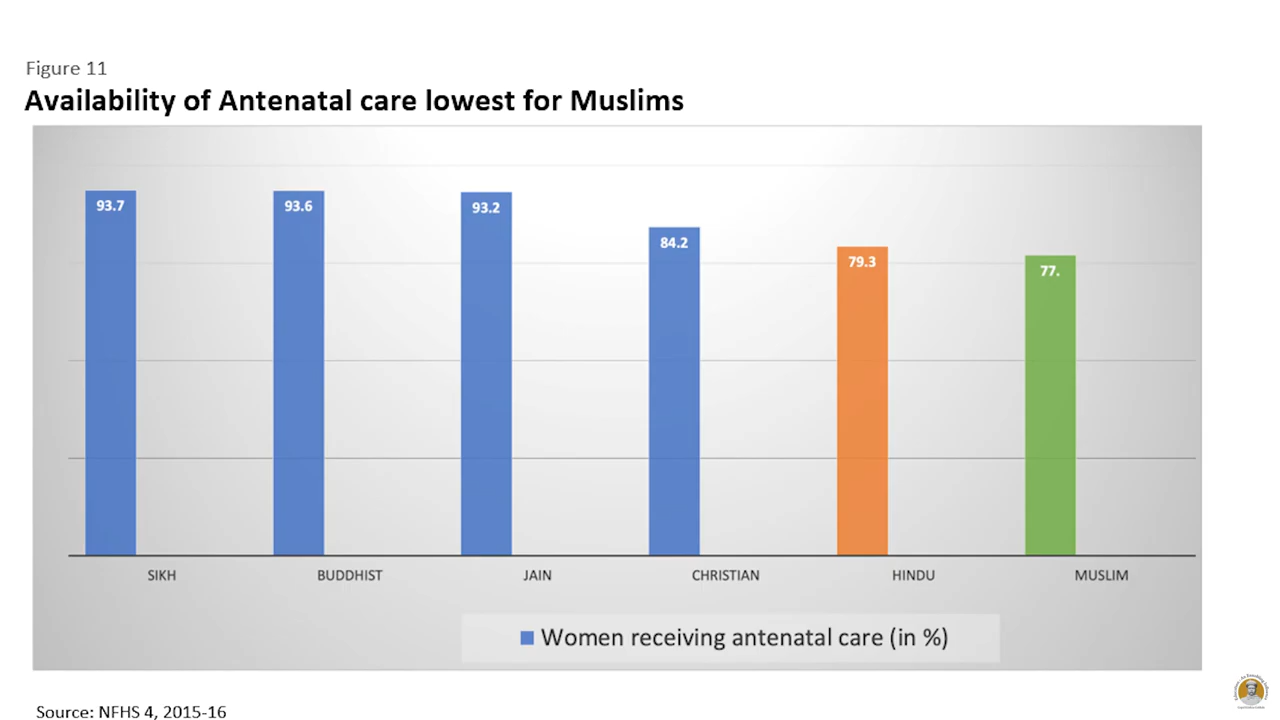 Figure 11
Availability of Antenatal care lowest for Muslims
93.7
93.6
93.2
84.2
79.3
77.
SIKH
BUDDHIST
JAIN
CHRISTIAN
HINDU
MUSLIM
Women receiving antenatal care (in %)
Source: NFHS 4, 2015-16